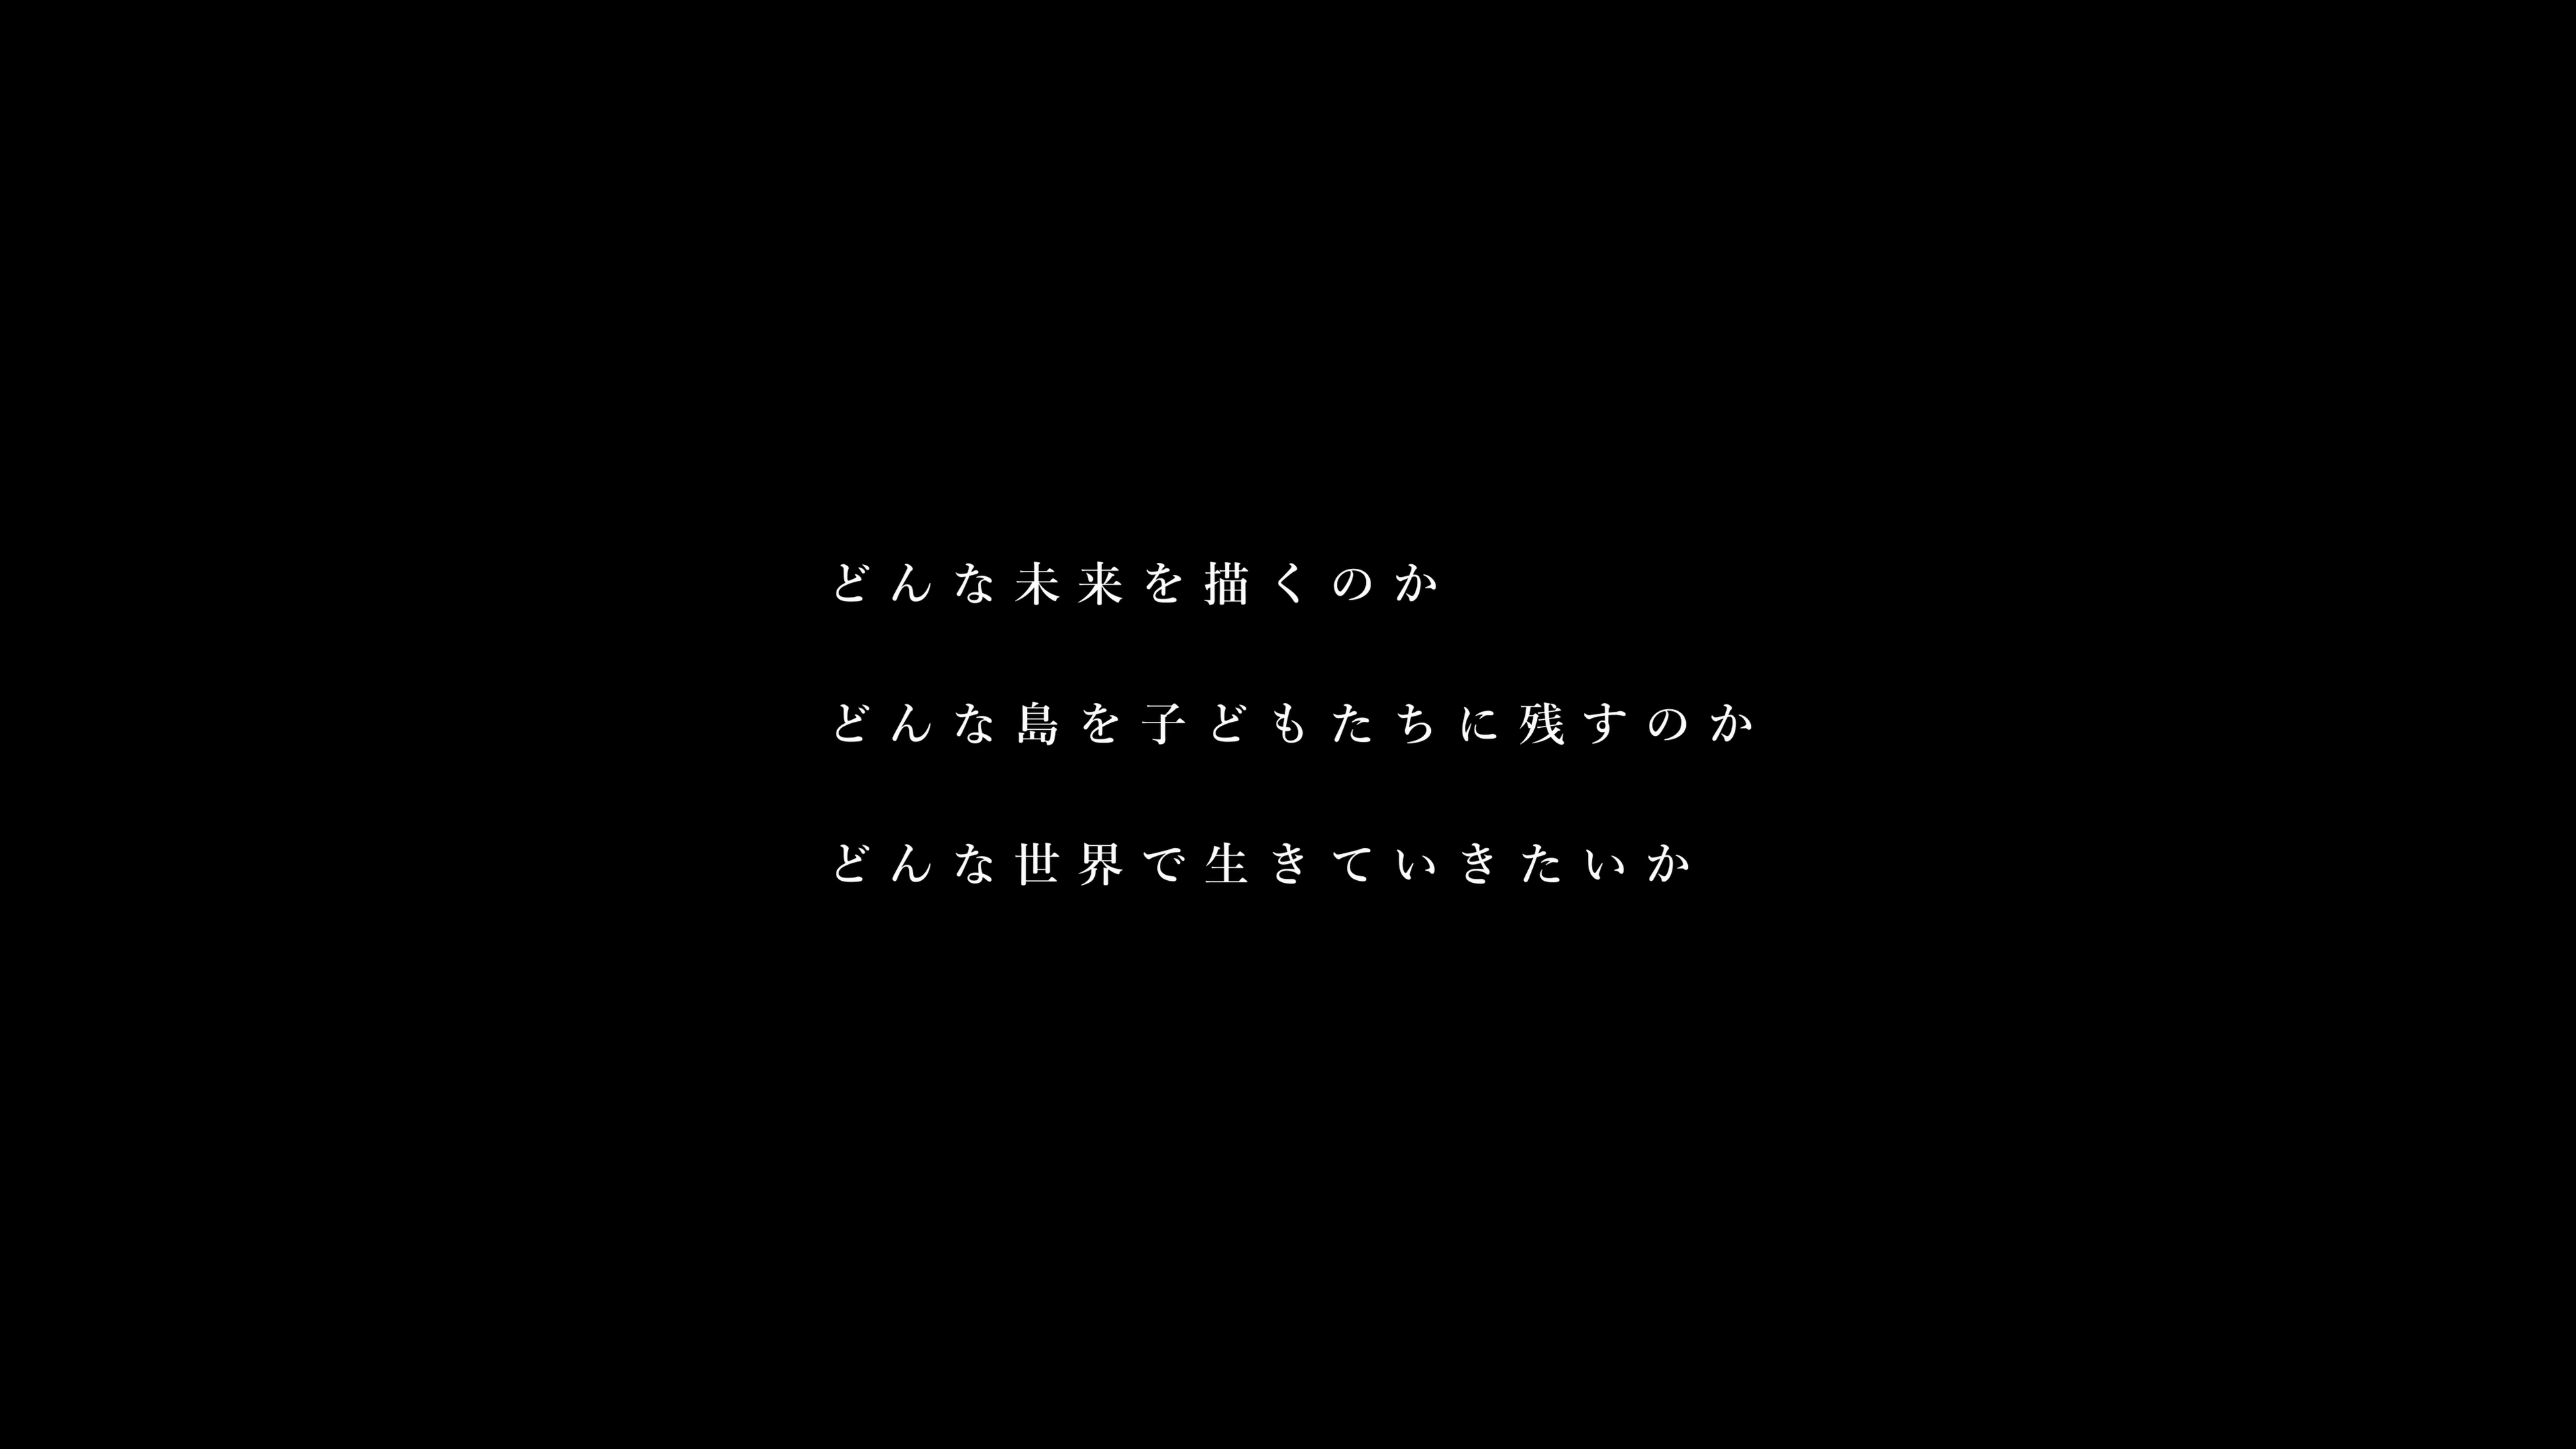 どんな未来を描くのか
どんな島を子どもたちに残すのか
どんな世界で生きていきたいか